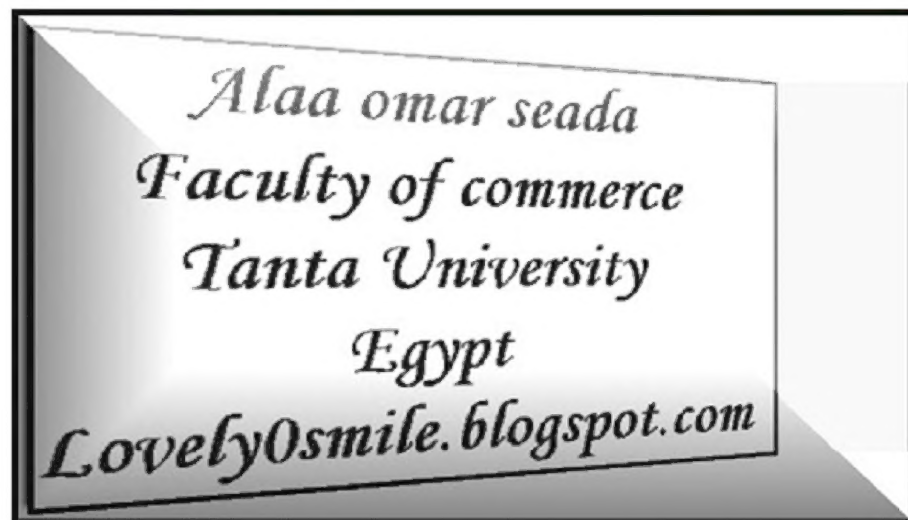 Alaa omar seada
Faculty of commerce
Tanta University
Egypt
Lovely0smile.blogspot.com